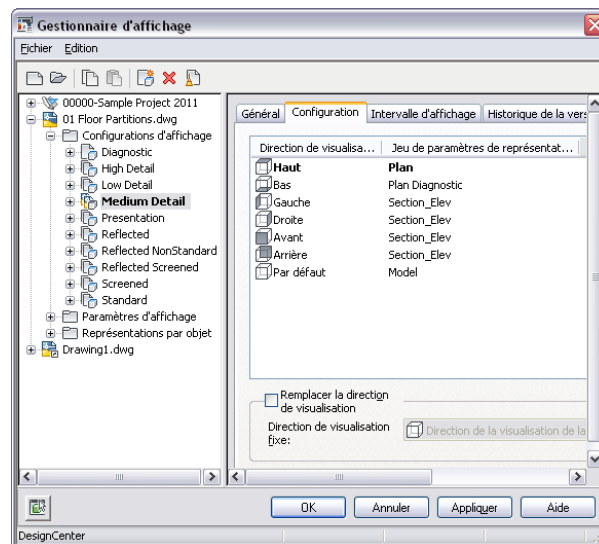 Gestionnaire d'affichage
Fichier Edition
00000-Sample Project 2011
01 Floor Partitions.dwg
Configurations d'affichage
Diagnostic
High Detail
Low Detail
Medium Detail
Presentation
Reflected
Reflected NonStandard
Reflected Screened
Screened
Standard
Paramètres d'affichage
Représentations par objet
Drawing1.dwg
Général Configuration Intervalle d'affichage Historique de la vers
Direction de visualisa... Jeu de paramètres de représentat...
Haut Plan
Bas Plan Diagnostic
Gauche Section_Elev
Droite Section_Elev
Avant Section_Elev
Arrière Section_Elev
Par défaut Model
Remplacer la direction
de visualisation
Direction de visualisation
fixe:
Direction de la visualisation de la
OK Annuler Appliquer Aide
DesignCenter